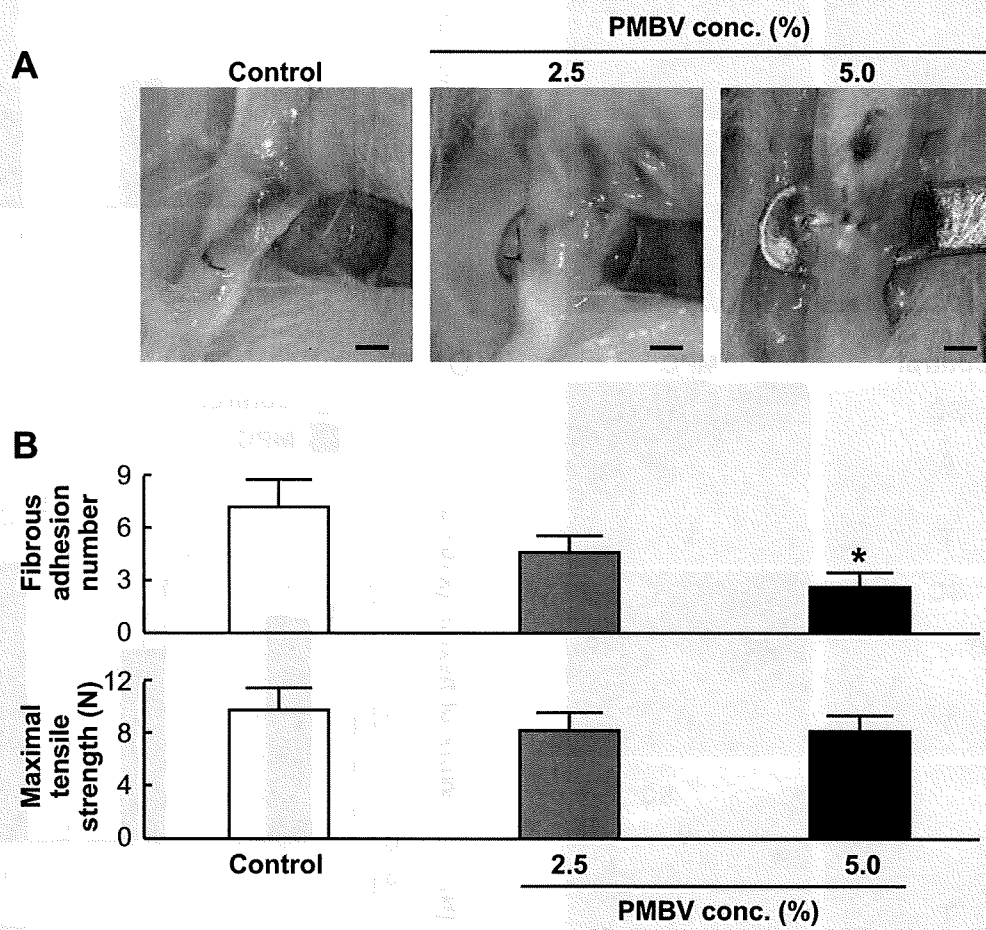 PMBV conc. (%)
A
Control 2.5 5.0
B
Fibrous
adhesion
number
9
6
3
0
*
Maximal
tensile
strength (N)
12
8
4
0
Control 2.5 5.0
PMBV conc. (%)